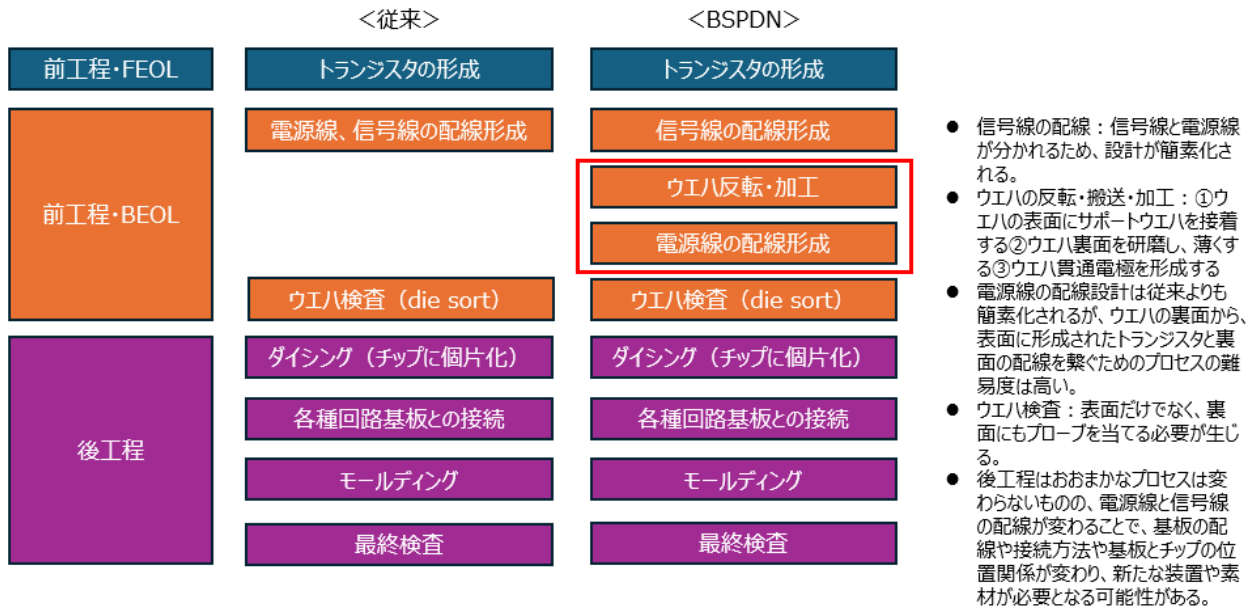 ＜従来＞ ＜BSPDN＞
前工程・FEOL トランジスタの形成 トランジスタの形成
電源線、信号線の配線形成 信号線の配線形成
ウエハ反転・加工
前工程・BEOL
電源線の配線形成
ウエハ検査（die sort） ウエハ検査（die sort）
ダイシング（チップに個片化） ダイシング（チップに個片化）
各種回路基板との接続 各種回路基板との接続
後工程
モールディング モールディング
最終検査 最終検査
● 信号線の配線：信号線と電源線
が分かれるため、設計が簡素化さ
れる。
● ウエハの反転・搬送・加工：①ウ
エハの表面にサポートウエハを接着
する②ウエハ裏面を研磨し、薄くす
る③ウエハ貫通電極を形成する
● 電源線の配線設計は従来よりも
簡素化されるが、ウエハの裏面から、
表面に形成されたトランジスタと裏
面の配線を繋ぐためのプロセスの難
易度は高い。
● ウエハ検査：表面だけでなく、裏
面にもプローブを当てる必要が生じ
る。
● 後工程はおおまかなプロセスは変
わらないものの、電源線と信号線
の配線が変わることで、基板の配
線や接続方法や基板とチップの位
置関係が変わり、新たな装置や素
材が必要となる可能性がある。